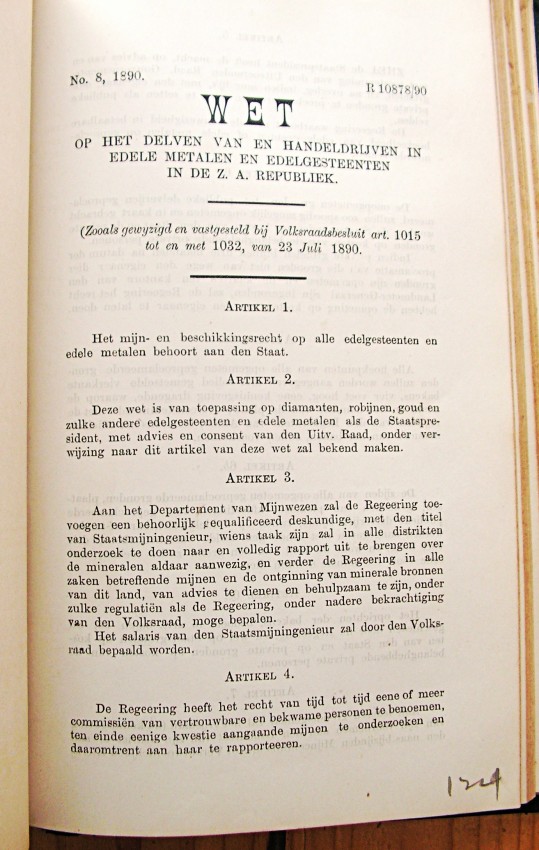 No. 8, 1890.
R 10878/90
WET
OP HET DELVEN VAN EN HANDELDRIJVEN IN
EDELE METALEN EN EDELGESTEENTEN
IN DE Z. A. REPUBLIEK.
(Zooals gewyzigd en vastgesteld bij Volksraadsbesluit art. 1015
tot en met 1032, van 23 Juli 1890.
ARTIKEL 1.
Het mijn- en beschikkingsrecht op alle edelgesteenten en
edele metalen behoort aan den Staat.
ARTIKEL 2.
Deze wet is van toepassing op diamanten, robijnen, goud en
zulke andere edelgesteenten en edele metalen als de Staatspre-
sident, met advies en consent van den Uitv. Raad, onder ver-
wijzing naar dit artikel van deze wet zal bekend maken.
ARTIKEL 3.
Aan het Departement van Mijnwezen zal de Regeering toe-
voegen een behoorlijk gequalificeerd deskundige, met den titel
van Staatsmijningenieur, wiens taak zijn zal in alle distrikten
onderzoek te doen naar en volledig rapport uit te brengen over
de mineralen aldaar aanwezig, en verder de Regeering in alle
zaken betreffende mijnen en de ontginning van minerale bronnen
van dit land, van advies te dienen en behulpzaam te zijn, onder
zulke regulatiën als de Regeering, onder nadere bekrachtiging
van den Volksraad, moge bepalen.
Het salaris van den Staatsmijningenieur zal door den Volks-
raad bepaald worden.
ARTIKEL 4.
De Regeering heeft het recht van tijd tot tijd eene of meer
commissiën van vertrouwbare en bekwame personen te benoemen,
ten einde eenige kwestie aangaande mijnen te onderzoeken en
daaromtrent aan haar te rapporteeren.